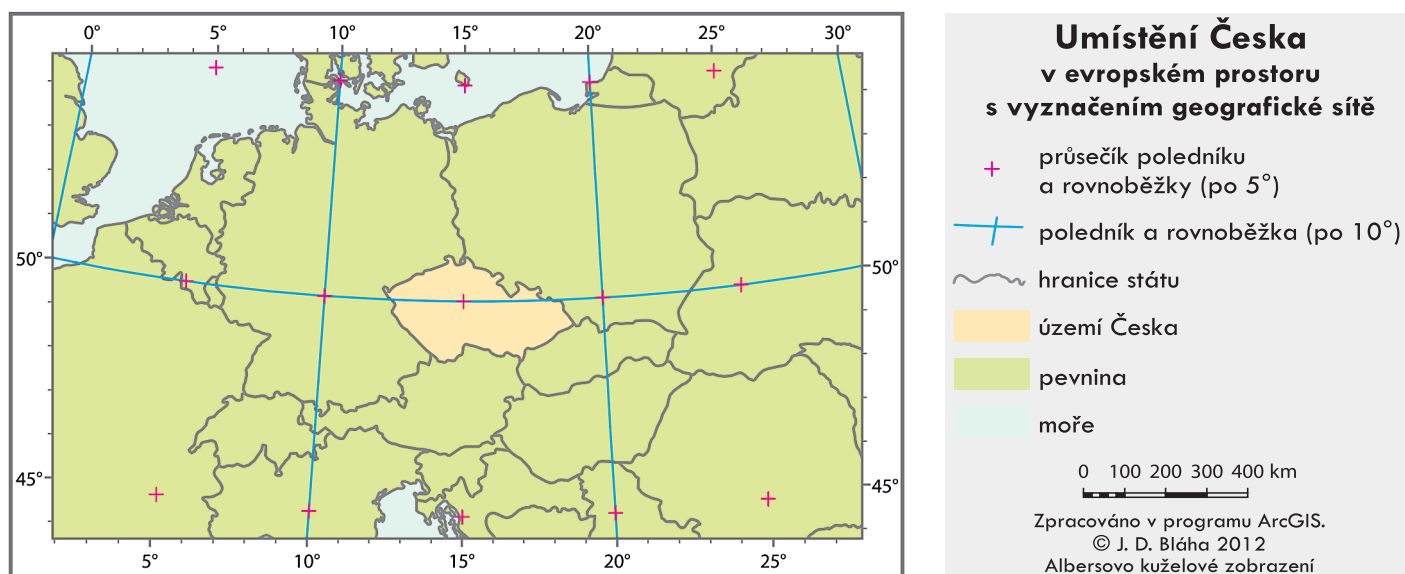 0° 5° 10° 15° 20° 25° 30°
50° 50°
45° 45°
5° 10° 15° 20° 25°
Umístění Česka
v evropském prostoru
s vyznačením geografické sítě
průsečík poledníku
a rovnoběžky (po 5°)
poledník a rovnoběžka (po 10°)
hranice státu
území Česka
pevnina
moře
0 100 200 300 400 km
Zpracováno v programu ArcGIS.
© J. D. Bláha 2012
Albersovo kuželové zobrazení